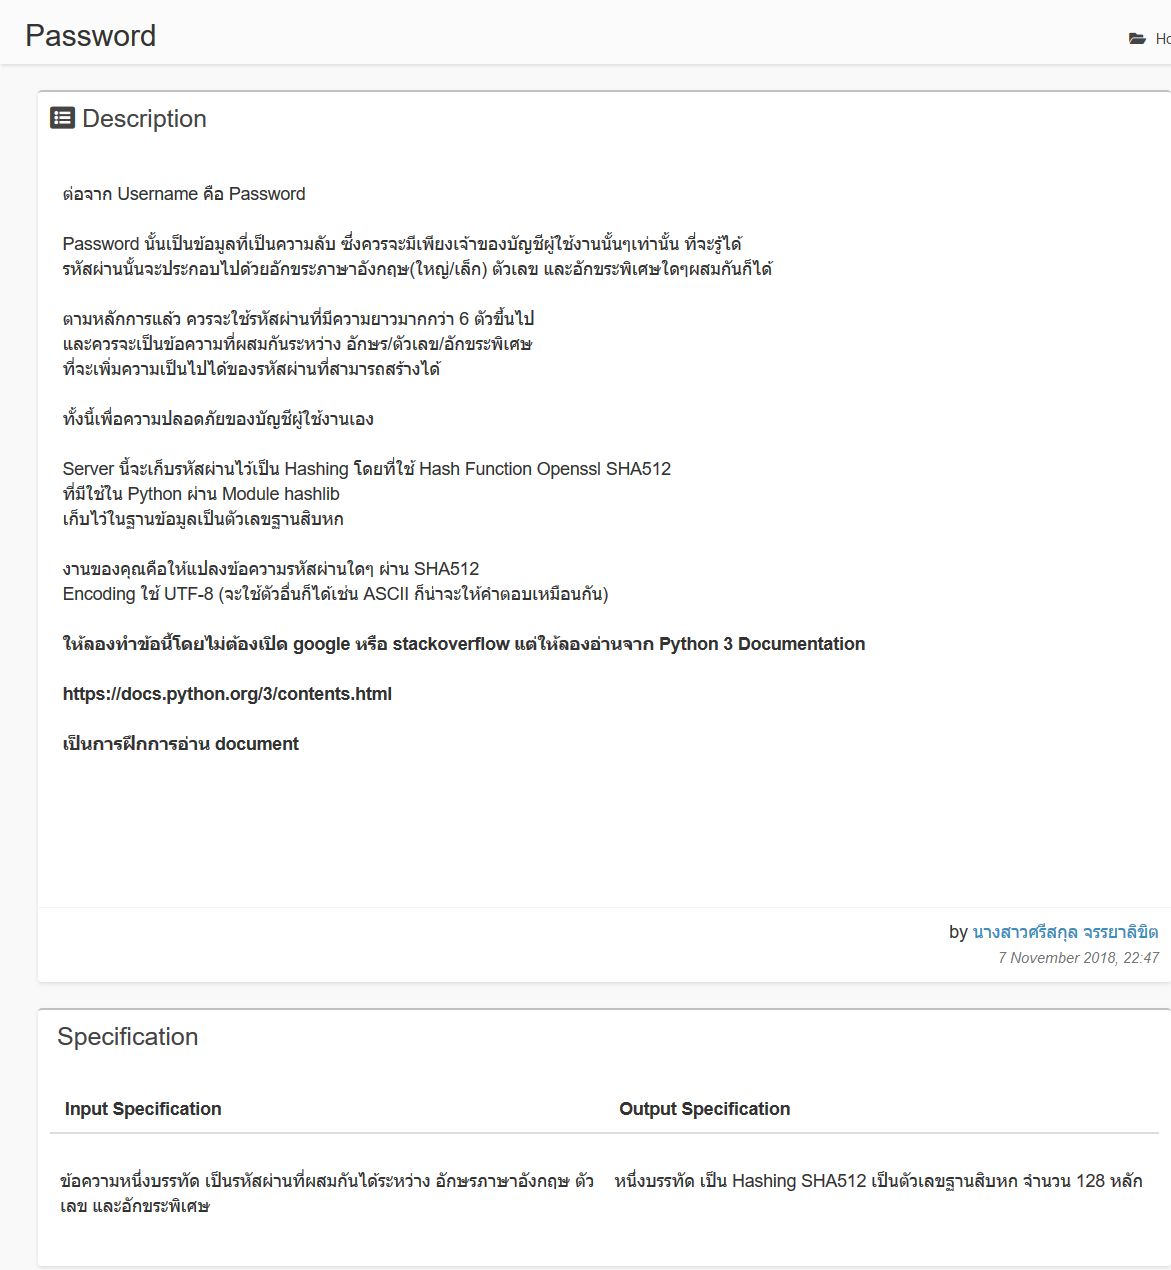 Password
Description
ต่อจาก Username คือ Password
Password นั้นเป็นข้อมูลที่เป็นความลับ ซึ่งควรจะมีเพียงเจ้าของบัญชีผู้ใช้งานนั้นๆเท่านั้น ที่จะรู้ได้
รหัสผ่านนั้นจะประกอบไปด้วยอักขระภาษาอังกฤษ(ใหญ่/เล็ก) ตัวเลข และอักขระพิเศษใดๆผสมกันก็ได้
ตามหลักการแล้ว ควรจะใช้รหัสผ่านที่มีความยาวมากกว่า 6 ตัวขึ้นไป
และควรจะเป็นข้อความที่ผสมกันระหว่าง อักษร/ตัวเลข/อักขระพิเศษ
ที่จะเพิ่มความเป็นไปได้ของรหัสผ่านที่สามารถสร้างได้
ทั้งนี้เพื่อความปลอดภัยของบัญชีผู้ใช้งานเอง
Server นี้จะเก็บรหัสผ่านไว้เป็น Hashing โดยที่ใช้ Hash Function Openssl SHA512
ที่มีใช้ใน Python ผ่าน Module hashlib
เก็บไว้ในฐานข้อมูลเป็นตัวเลขฐานสิบหก
งานของคุณคือให้แปลงข้อความรหัสผ่านใดๆ ผ่าน SHA512
Encoding ใช้ UTF-8 (จะใช้ตัวอื่นก็ได้เช่น ASCII ก็น่าจะให้คำตอบเหมือนกัน)
ให้ลองทำข้อนี้โดยไม่ต้องเปิด google หรือ stackoverflow แต่ให้ลองอ่านจาก Python 3 Documentation
https://docs.python.org/3/contents.html
เป็นการฝึกการอ่าน document
by นางสาวศรีสกุล จรรยาลิขิต
7 November 2018, 22:47
Specification
Input Specification
Output Specification
ข้อความหนึ่งบรรทัด เป็นรหัสผ่านที่ผสมกันได้ระหว่าง อักษรภาษาอังกฤษ ตัว
เลข และอักขระพิเศษ
หนึ่งบรรทัด เป็น Hashing SHA512 เป็นตัวเลขฐานสิบหก จำนวน 128 หลัก